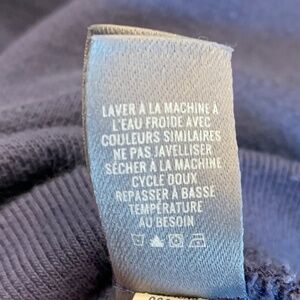 LAVER À LA MACHINE À
L'EAU FROIDE AVEC
COULEURS SIMILAIRES
NE PAS JAVELLISER
SÉCHER À LA MACHINE
CYCLE DOUX
REPASSER À BASSE
TEMPÉRATURE
AU BESOIN